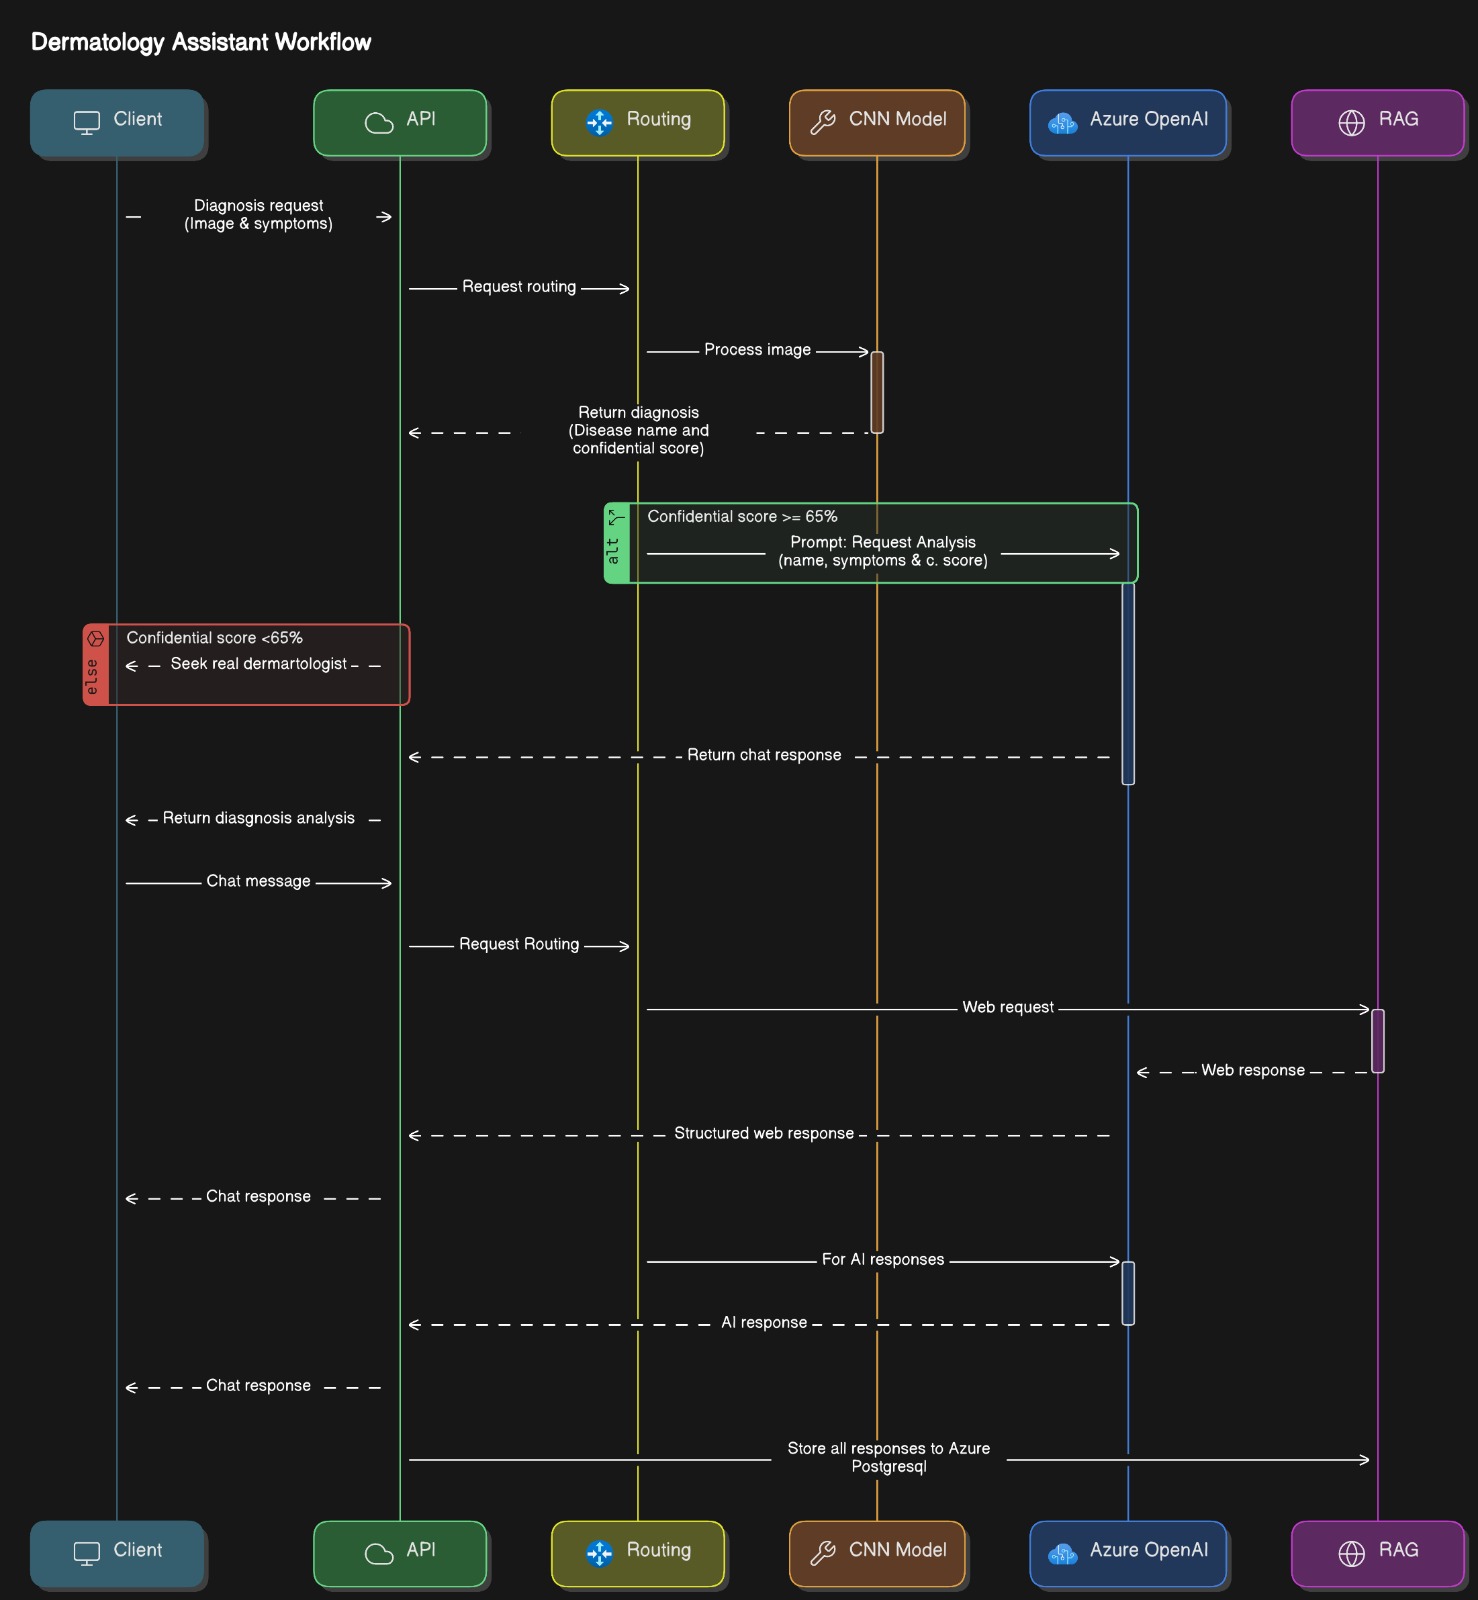 Dermatology Assistant Workflow
Client
API
Routing
CNN Model
Azure OpenAI
RAG
Diagnosis request
(Image & symptoms)
Request routing
Process image
Return diagnosis
(Disease name and
confidential score)
alt
Confidential score >= 65%
Prompt: Request Analysis
(name, symptoms & c. score)
else
Confidential score <65%
Seek real dermartologist
Return chat response
Return diasgnosis analysis
Chat message
Request Routing
Web request
Web response
Structured web response
Chat response
For AI responses
AI response
Chat response
Store all responses to Azure
Postgresql
Client
API
Routing
CNN Model
Azure OpenAI
RAG